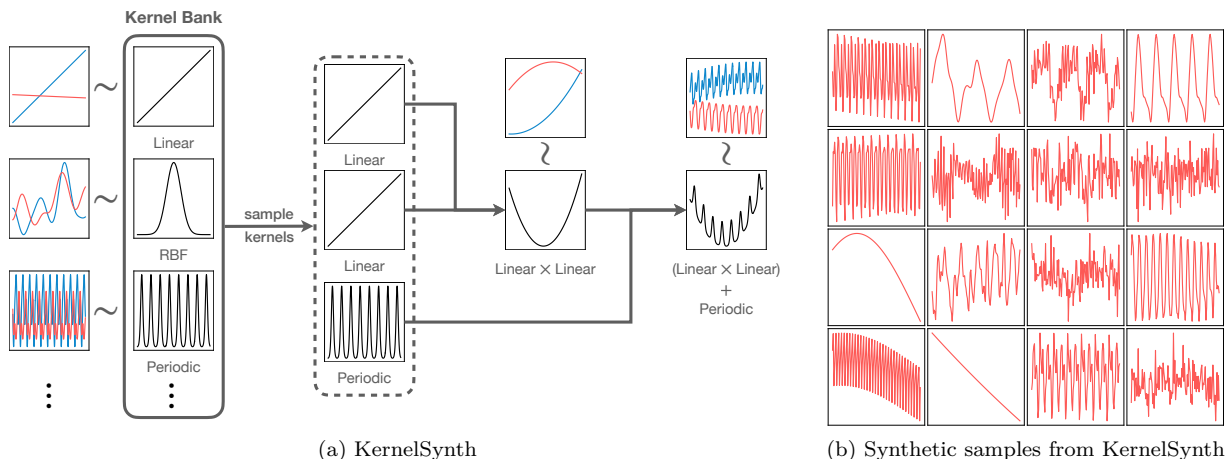 Kernel Bank
Linear
RBF
Periodic
sample
kernels
Linear
Linear
Periodic
Linear × Linear
(Linear × Linear)
+
Periodic
(a) KernelSynth
(b) Synthetic samples from KernelSynth